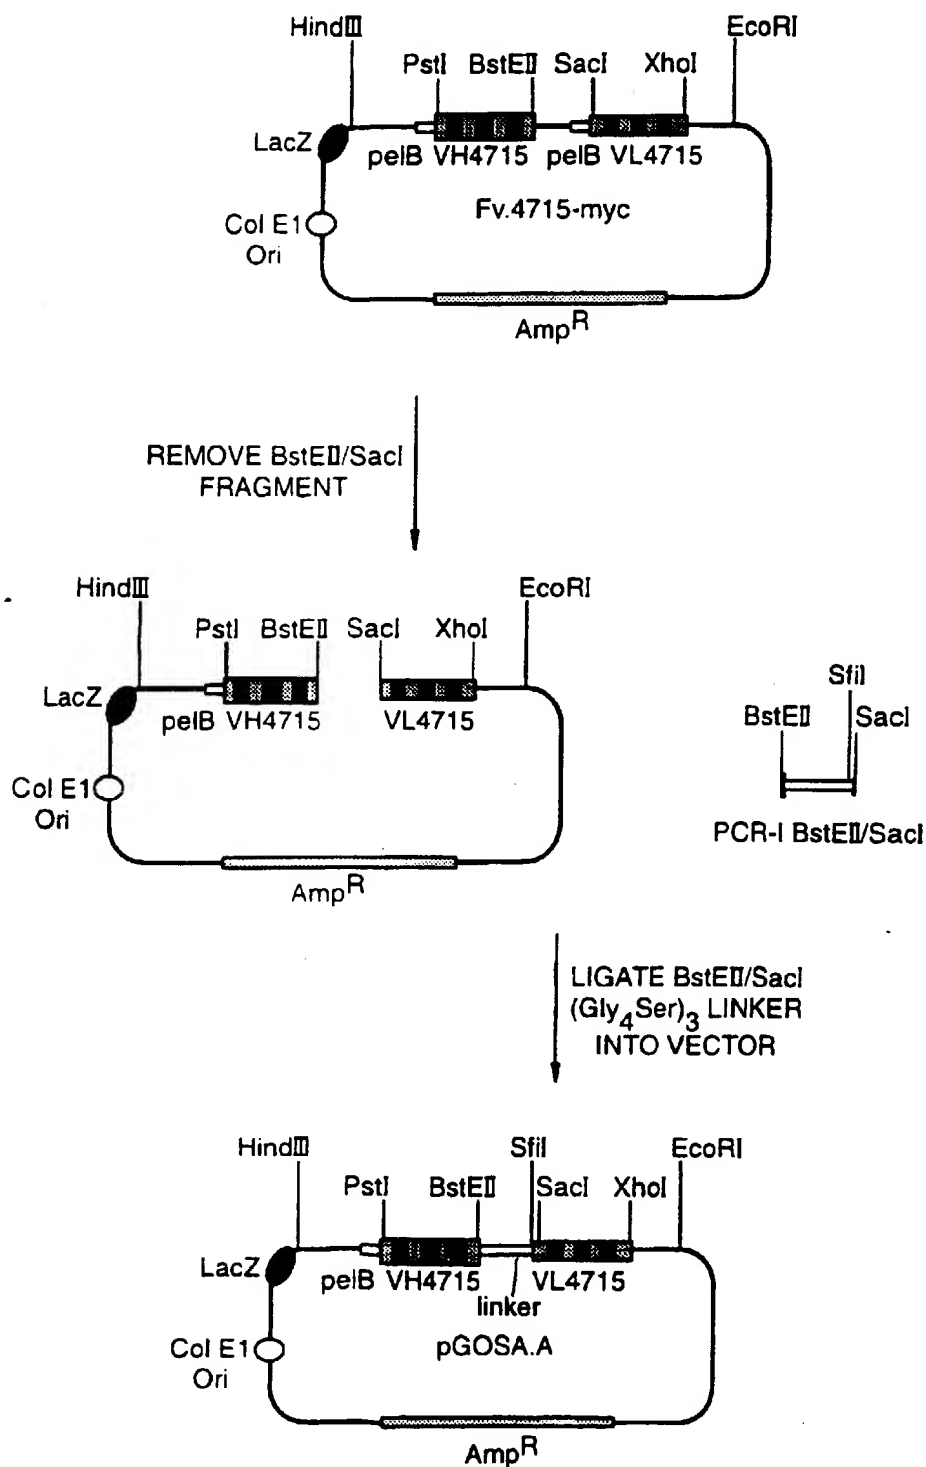 HindIII
EcoRI
PstI BstEII SacI XhoI
LacZ
pelB VH4715 pelB VL4715
Fv.4715-myc
Col E1
Ori
Amp^R
REMOVE BstEII/SacI
FRAGMENT
HindIII
EcoRI
PstI BstEII SacI XhoI
LacZ
pelB VH4715 VL4715
Col E1
Ori
Amp^R
SfiI
BstEII
SacI
PCR-I BstEII/SacI
LIGATE BstEII/SacI
(Gly4Ser)3 LINKER
INTO VECTOR
HindIII
SfiI
EcoRI
PstI BstEII SacI XhoI
LacZ
pelB VH4715 VL4715
linker
pGOSA.A
Col E1
Ori
Amp^R